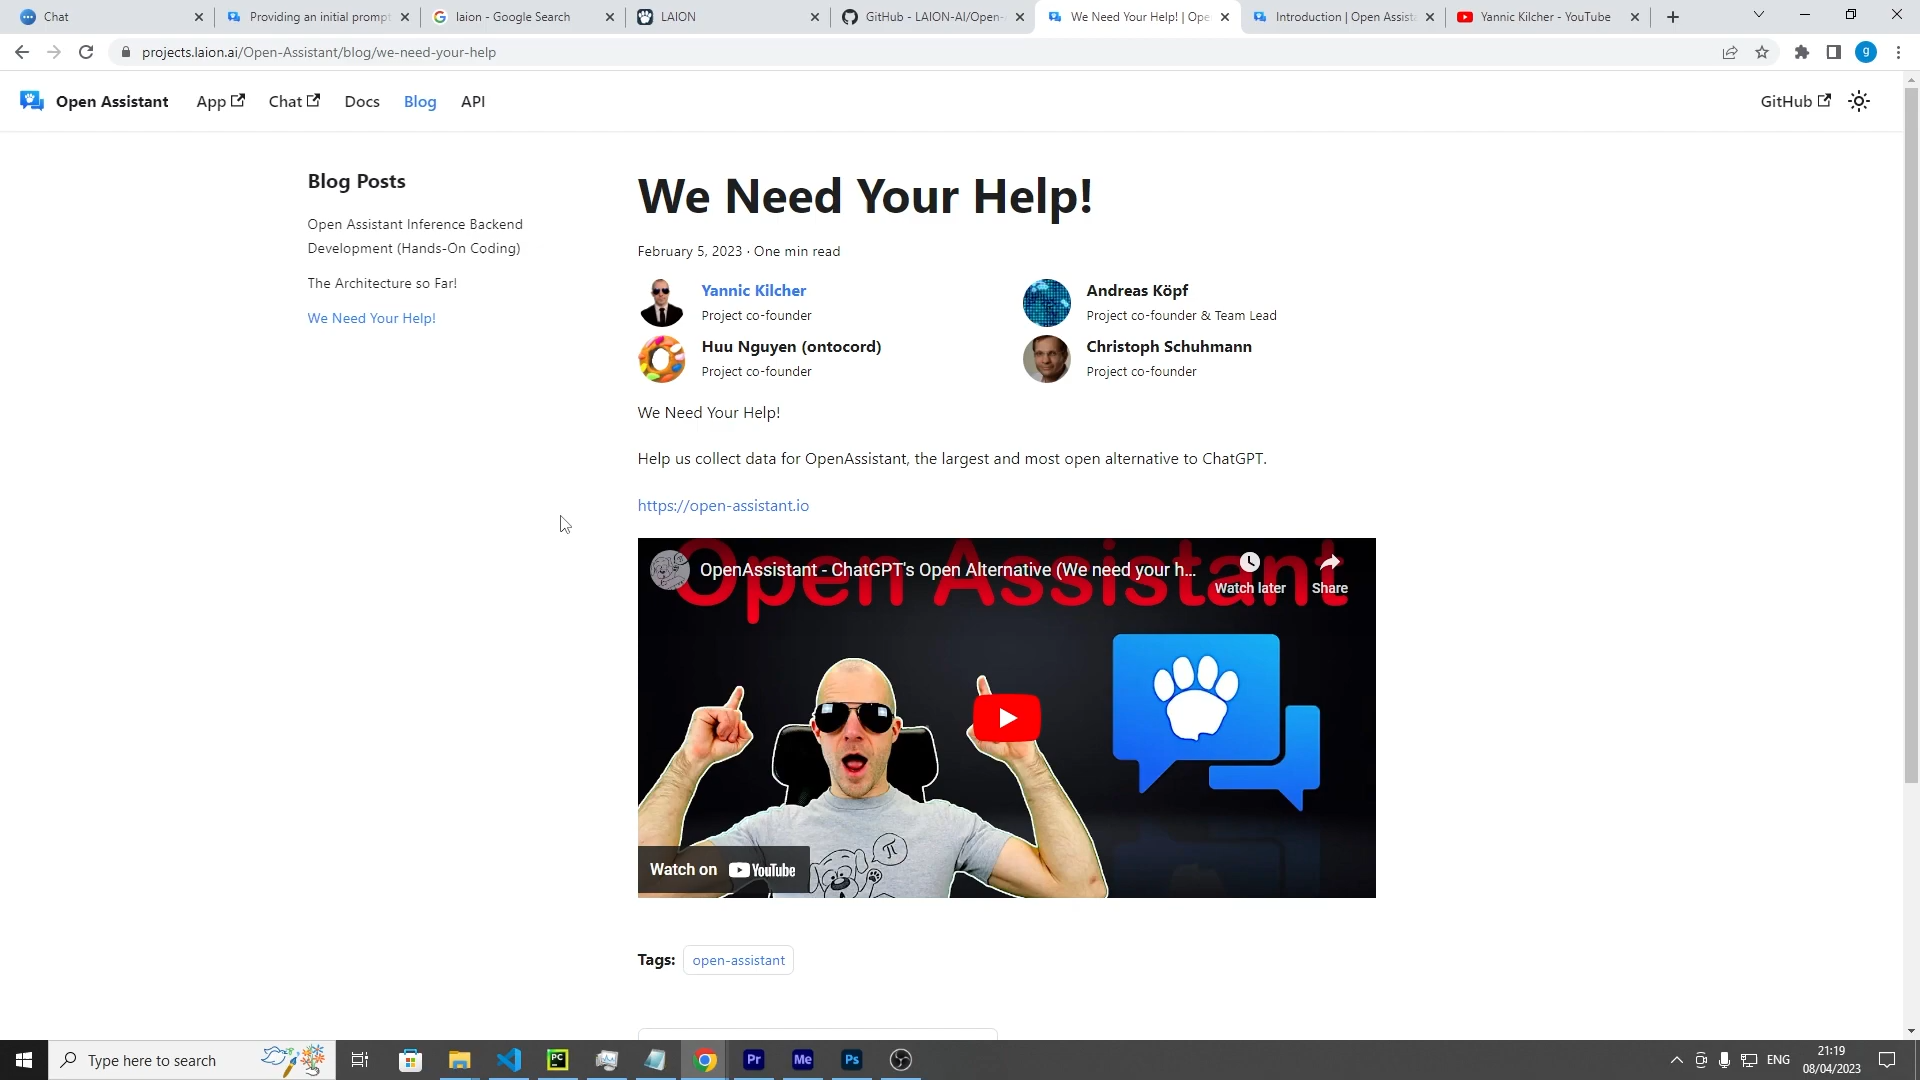 Chat
Providing an initial prompt
laion - Google Search
LAION
GitHub - LAION-AI/Open-
We Need Your Help! | Ope
Introduction | Open Assista
Yannic Kilcher - YouTube
projects.laion.ai/Open-Assistant/blog/we-need-your-help
g
Open Assistant
App
Chat
Docs
Blog
API
GitHub
Blog Posts
Open Assistant Inference Backend
Development (Hands-On Coding)
The Architecture so Far!
We Need Your Help!
We Need Your Help!
February 5, 2023 · One min read
Yannic Kilcher
Project co-founder
Andreas Köpf
Project co-founder & Team Lead
Huu Nguyen (ontocord)
Project co-founder
Christoph Schuhmann
Project co-founder
We Need Your Help!
Help us collect data for OpenAssistant, the largest and most open alternative to ChatGPT.
https://open-assistant.io
Open Assistant
OpenAssistant - ChatGPT's Open Alternative (We need your h...
Watch later
Share
π
Watch on YouTube
Tags: open-assistant
Type here to search
PC
Pr
Me
Ps
ENG
21:19
08/04/2023